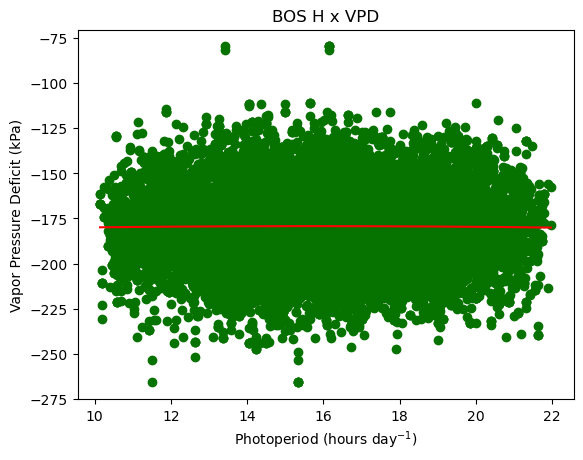 BOS H x VPD
−75
−100
−125
−150
−175
−200
−225
−250
−275
Vapor Pressure Deficit (kPa)
10 12 14 16 18 20 22
Photoperiod (hours day⁻¹)